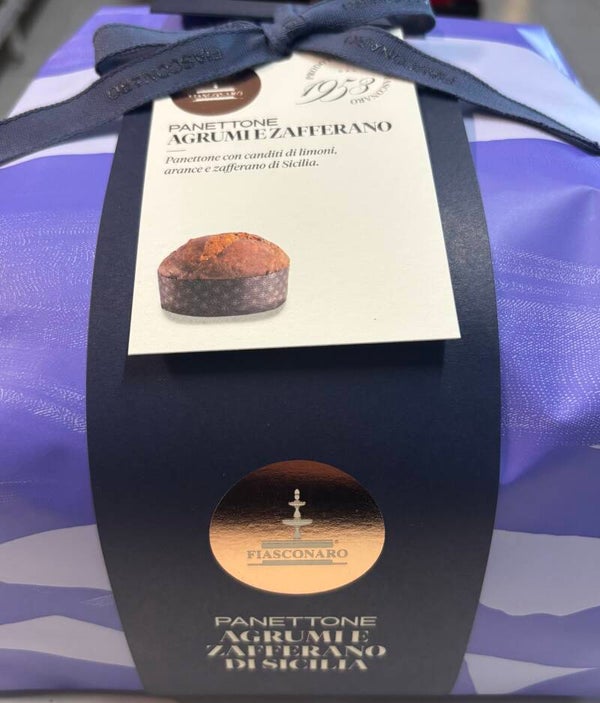 FIASCONARO
1953
FIASCONARO
PANETTONE
AGRUMI E ZAFFERANO
Panettone con canditi di limoni,
arance e zafferano di Sicilia.
FIASCONARO
PANETTONE
AGRUMI E
ZAFFERANO
DI SICILIA